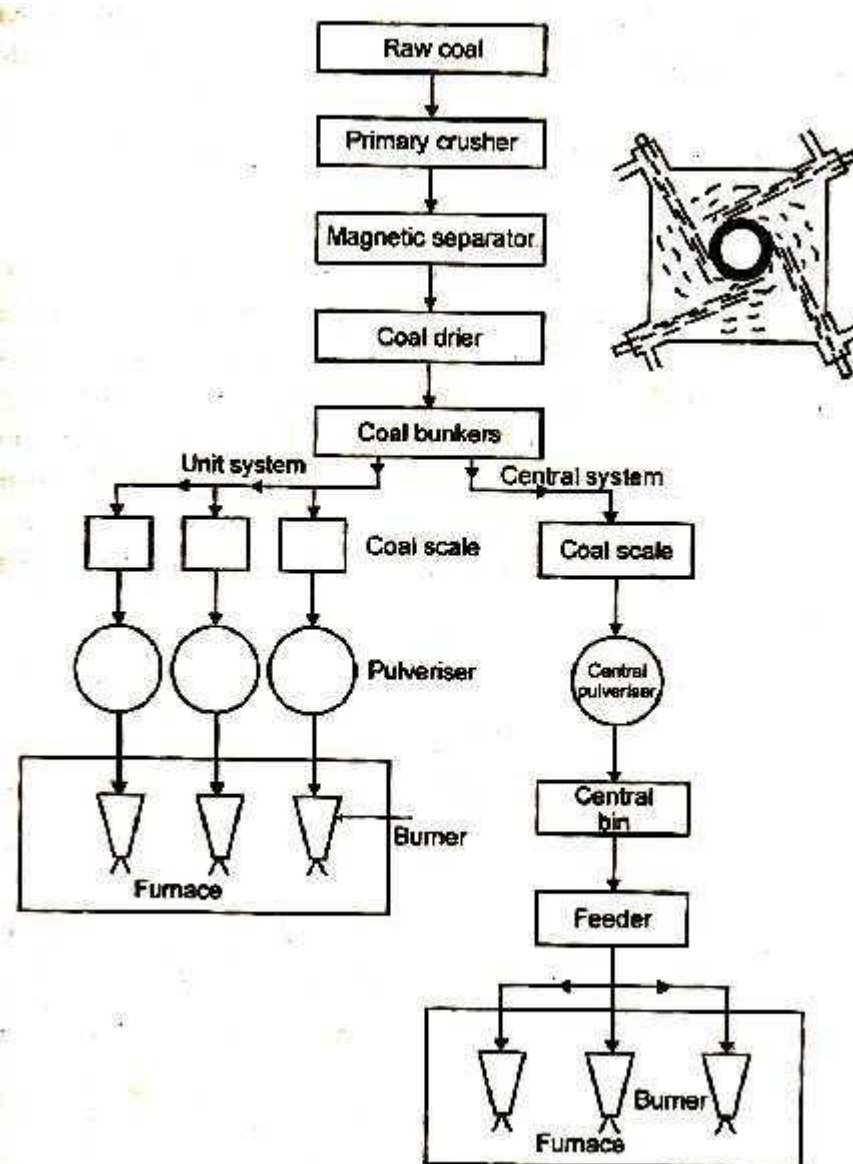 Raw coal
Primary crusher
Magnetic separator
Coal drier
Coal bunkers
Unit system
Central system
Coal scale
Coal scale
Pulveriser
Central
pulveriser
Central
bin
Burner
Furnace
Feeder
Burner
Furnace